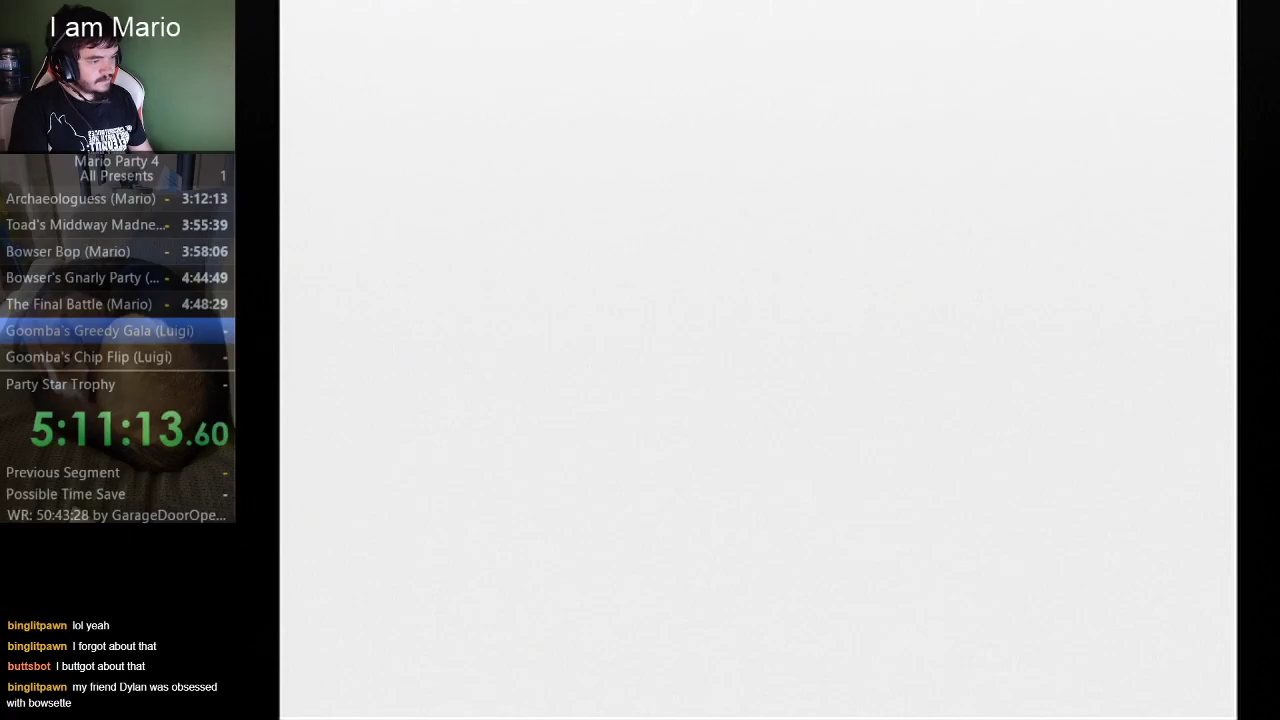 I am Mario
Mario Party 4
All Presents 1
Archaeologuess (Mario) - 3:12:13
Toad's Middway Madne... - 3:55:39
Bowser Bop (Mario) - 3:58:06
Bowser's Gnarly Party (... - 4:44:49
The Final Battle (Mario) - 4:48:29
Goomba's Greedy Gala (Luigi) -
Goomba's Chip Flip (Luigi) -
Party Star Trophy -
5:11:13.60
Previous Segment -
Possible Time Save -
WR: 50:43:28 by GarageDoorOpe...
binglitpawn lol yeah
binglitpawn I forgot about that
buttsbot I buttgot about that
binglitpawn my friend Dylan was obsessed
with bowsette